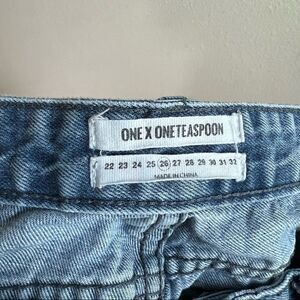 ONE X ONETEASPOON
22 23 24 25 26 27 28 29 30 31 32
MADE IN CHINA